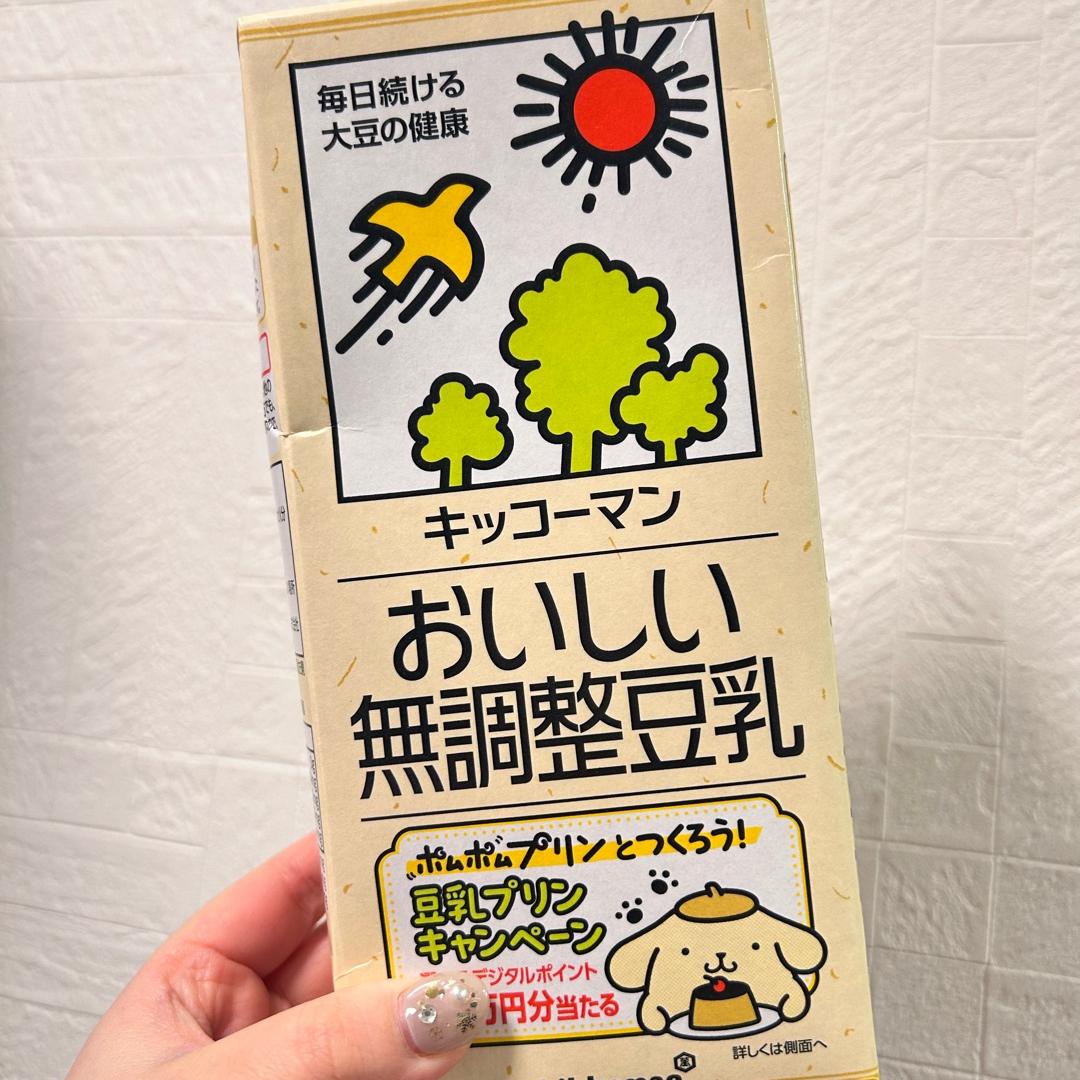 毎日続ける
大豆の健康
キッコーマン
おいしい
無調整豆乳
ポムポムプリンとつくろう!
豆乳プリン
キャンペーン
デジタルポイント
万円分当たる
詳しくは側面へ